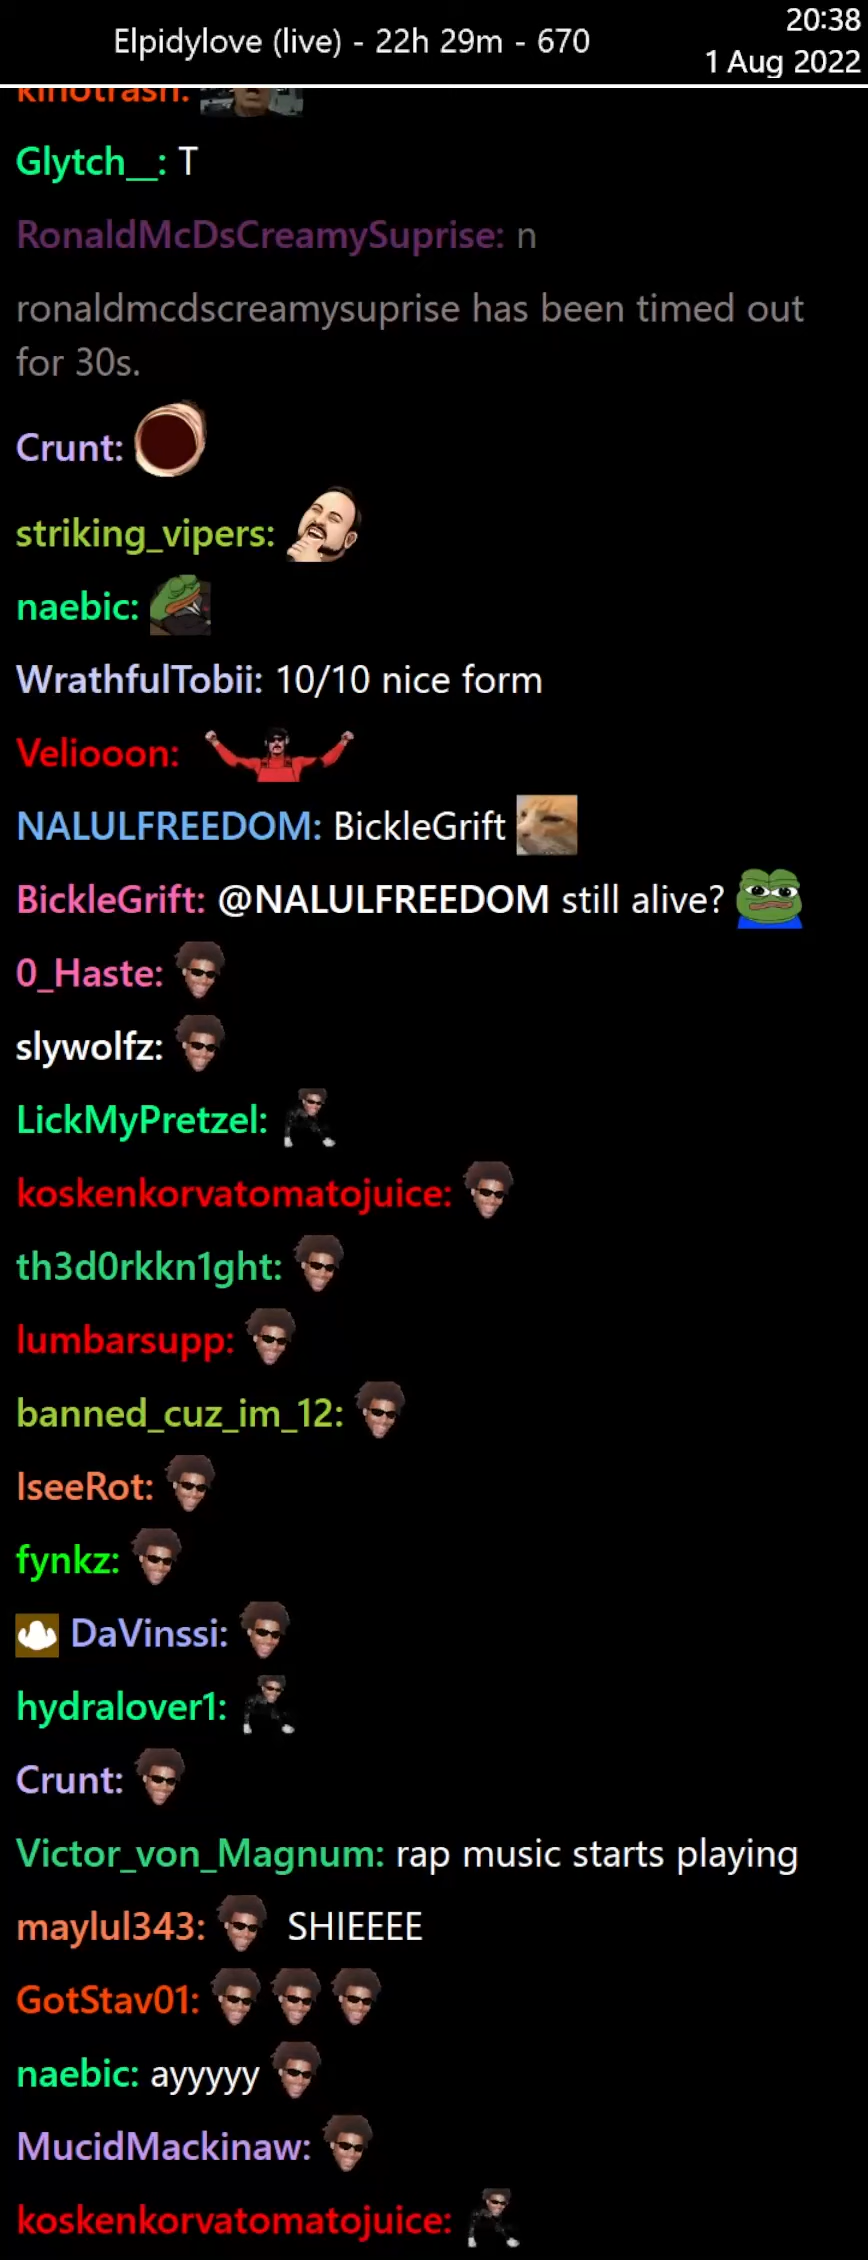 Elpidylove (live) - 22h 29m - 670
20:38
1 Aug 2022
kinotrash:
Glytch__: T
RonaldMcDsCreamySuprise: n
ronaldmcdscreamysuprise has been timed out
for 30s.
Crunt:
striking_vipers:
naebic:
WrathfulTobii: 10/10 nice form
Veliooon:
NALULFREEDOM: BickleGrift
BickleGrift: @NALULFREEDOM still alive?
0_Haste:
slywolfz:
LickMyPretzel:
koskenkorvatomatojuice:
th3d0rkkn1ght:
lumbarsupp:
banned_cuz_im_12:
IseeRot:
fynkz:
DaVinssi:
hydralover1:
Crunt:
Victor_von_Magnum: rap music starts playing
maylul343: SHIEEEE
GotStav01:
naebic: ayyyyy
MucidMackinaw:
koskenkorvatomatojuice: